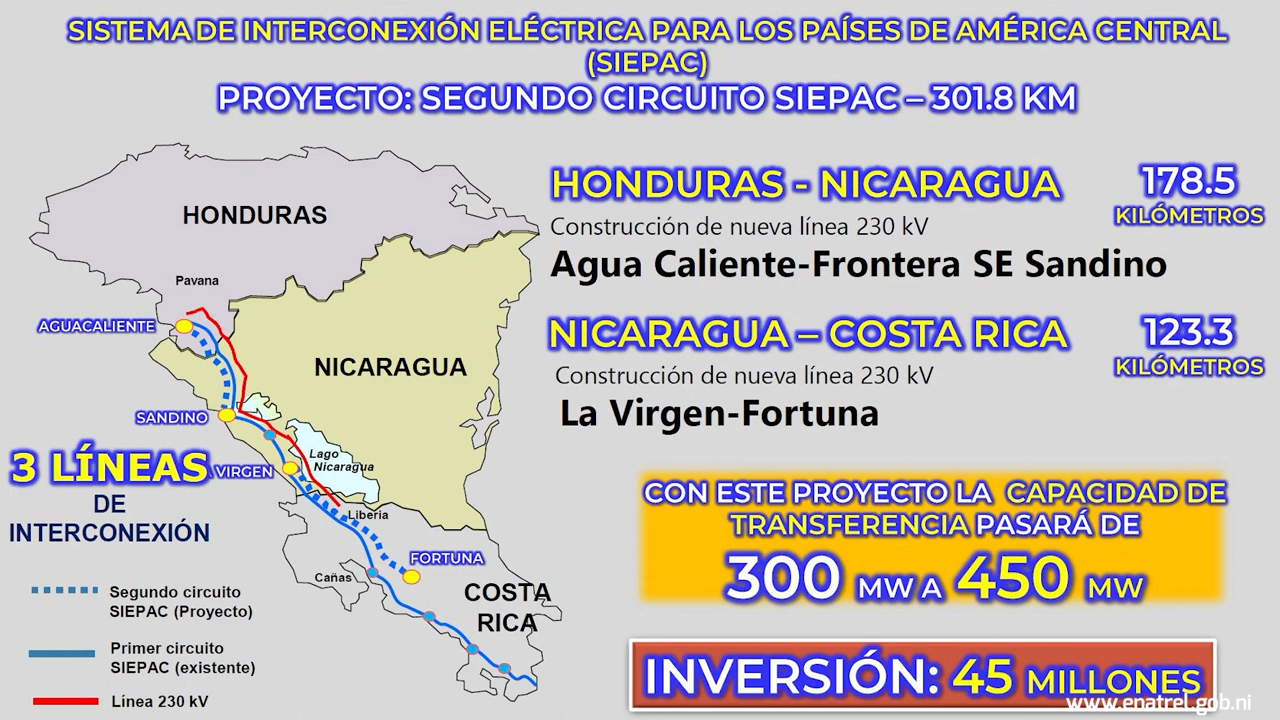 SISTEMA DE INTERCONEXIÓN ELÉCTRICA PARA LOS PAÍSES DE AMÉRICA CENTRAL
(SIEPAC)
PROYECTO: SEGUNDO CIRCUITO SIEPAC – 301.8 KM
HONDURAS
Pavana
AGUACALIENTE
NICARAGUA
SANDINO
Lago
Nicaragua
VIRGEN
Liberia
FORTUNA
Cañas
COSTA
RICA
3 LÍNEAS
DE
INTERCONEXIÓN
Segundo circuito
SIEPAC (Proyecto)
Primer circuito
SIEPAC (existente)
Línea 230 kV
HONDURAS - NICARAGUA
178.5
KILÓMETROS
Construcción de nueva línea 230 kV
Agua Caliente-Frontera SE Sandino
NICARAGUA – COSTA RICA
123.3
KILÓMETROS
Construcción de nueva línea 230 kV
La Virgen-Fortuna
CON ESTE PROYECTO LA CAPACIDAD DE
TRANSFERENCIA PASARÁ DE
300 MW A 450 MW
INVERSIÓN: 45 MILLONES
www.enatrel.gob.ni